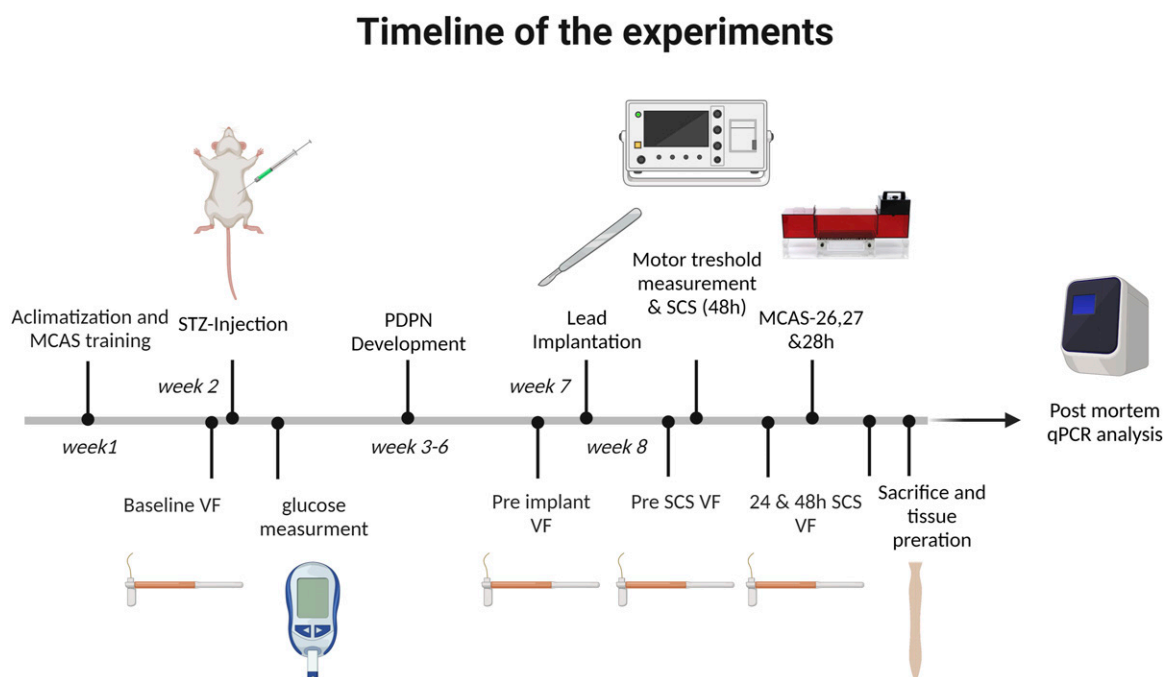 Timeline of the experiments
Aclimatization and
MCAS training
STZ-Injection
PDPN
Development
Lead
Implantation
Motor treshold
measurement
& SCS (48h)
MCAS-26,27
&28h
week 2
week 7
week1
week 3-6
week 8
Baseline VF
glucose
measurment
Pre implant
VF
Pre SCS VF
24 & 48h SCS
VF
Sacrifice and
tissue
preration
Post mortem
qPCR analysis